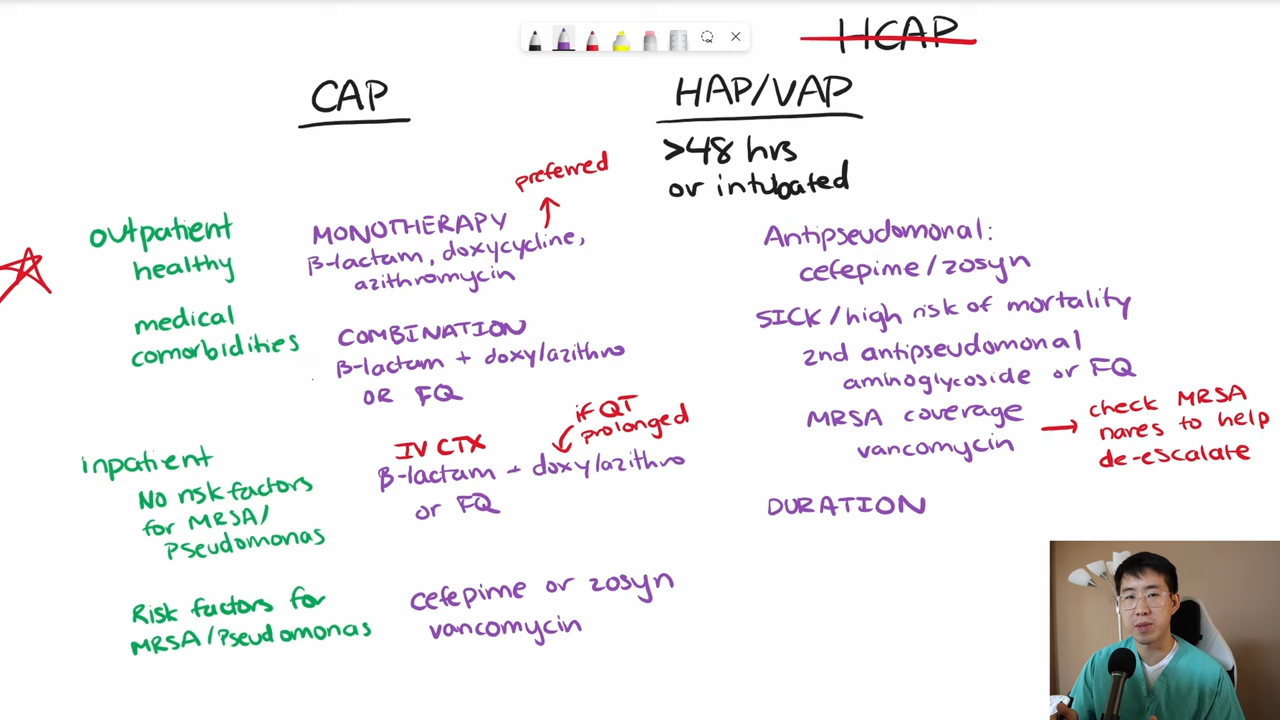 HCAP
CAP
HAP/VAP
>48 hrs
or intubated
preferred
outpatient
healthy
MONOTHERAPY
β-lactam, doxycycline,
azithromycin
medical
comorbidities
COMBINATION
β-lactam + doxy/azithro
OR FQ
inpatient
No risk factors
for MRSA/
Pseudomonas
IV CTX
if QT
prolonged
β-lactam + doxy/azithro
or FQ
Risk factors for
MRSA/Pseudomonas
cefepime or zosyn
vancomycin
Antipseudomonal:
cefepime/zosyn
SICK/high risk of mortality
2nd antipseudomonal
aminoglycoside or FQ
MRSA coverage
vancomycin
→ check MRSA
nares to help
de-escalate
DURATION